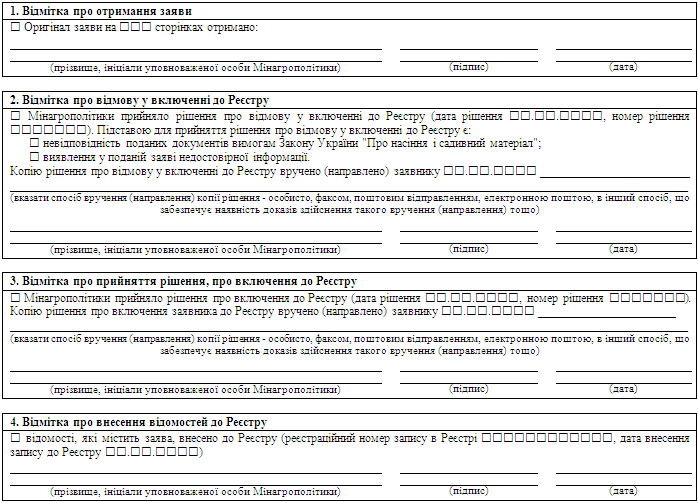 1. Відмітка про отримання заяви
☐ Оригінал заяви на ☐☐☐ сторінках отримано:
(прізвище, ініціали уповноваженої особи Мінагрополітики) (підпис) (дата)
2. Відмітка про відмову у включенні до Реєстру
☐ Мінагрополітики прийняло рішення про відмову у включенні до Реєстру (дата рішення ☐☐.☐☐.☐☐☐☐, номер рішення
☐☐☐☐☐☐☐). Підставою для прийняття рішення про відмову у включенні до Реєстру є:
☐ невідповідність поданих документів вимогам Закону України "Про насіння і садивний матеріал";
☐ виявлення у поданій заяві недостовірної інформації.
Копію рішення про відмову у включенні до Реєстру вручено (направлено) заявнику ☐☐.☐☐.☐☐☐☐ ____________________
(вказати спосіб вручення (направлення) копії рішення - особисто, факсом, поштовим відправленням, електронною поштою, в інший спосіб, що
забезпечує наявність доказів здійснення такого вручення (направлення) тощо)
(прізвище, ініціали уповноваженої особи Мінагрополітики) (підпис) (дата)
3. Відмітка про прийняття рішення, про включення до Реєстру
☐ Мінагрополітики прийняло рішення про включення до Реєстру (дата рішення ☐☐.☐☐.☐☐☐☐, номер рішення ☐☐☐☐☐☐☐).
Копію рішення про включення заявника до Реєстру вручено (направлено) заявнику ☐☐.☐☐.☐☐☐☐ ____________________
(вказати спосіб вручення (направлення) копії рішення - особисто, факсом, поштовим відправленням, електронною поштою, в інший спосіб, що
забезпечує наявність доказів здійснення такого вручення (направлення) тощо)
(прізвище, ініціали уповноваженої особи Мінагрополітики) (підпис) (дата)
4. Відмітка про внесення відомостей до Реєстру
☐ відомості, які містить заява, внесено до Реєстру (реєстраційний номер запису в Реєстрі ☐☐☐☐☐☐☐☐☐☐☐☐, дата внесення
запису до Реєстру ☐☐.☐☐.☐☐☐☐)
(прізвище, ініціали уповноваженої особи Мінагрополітики) (підпис) (дата)